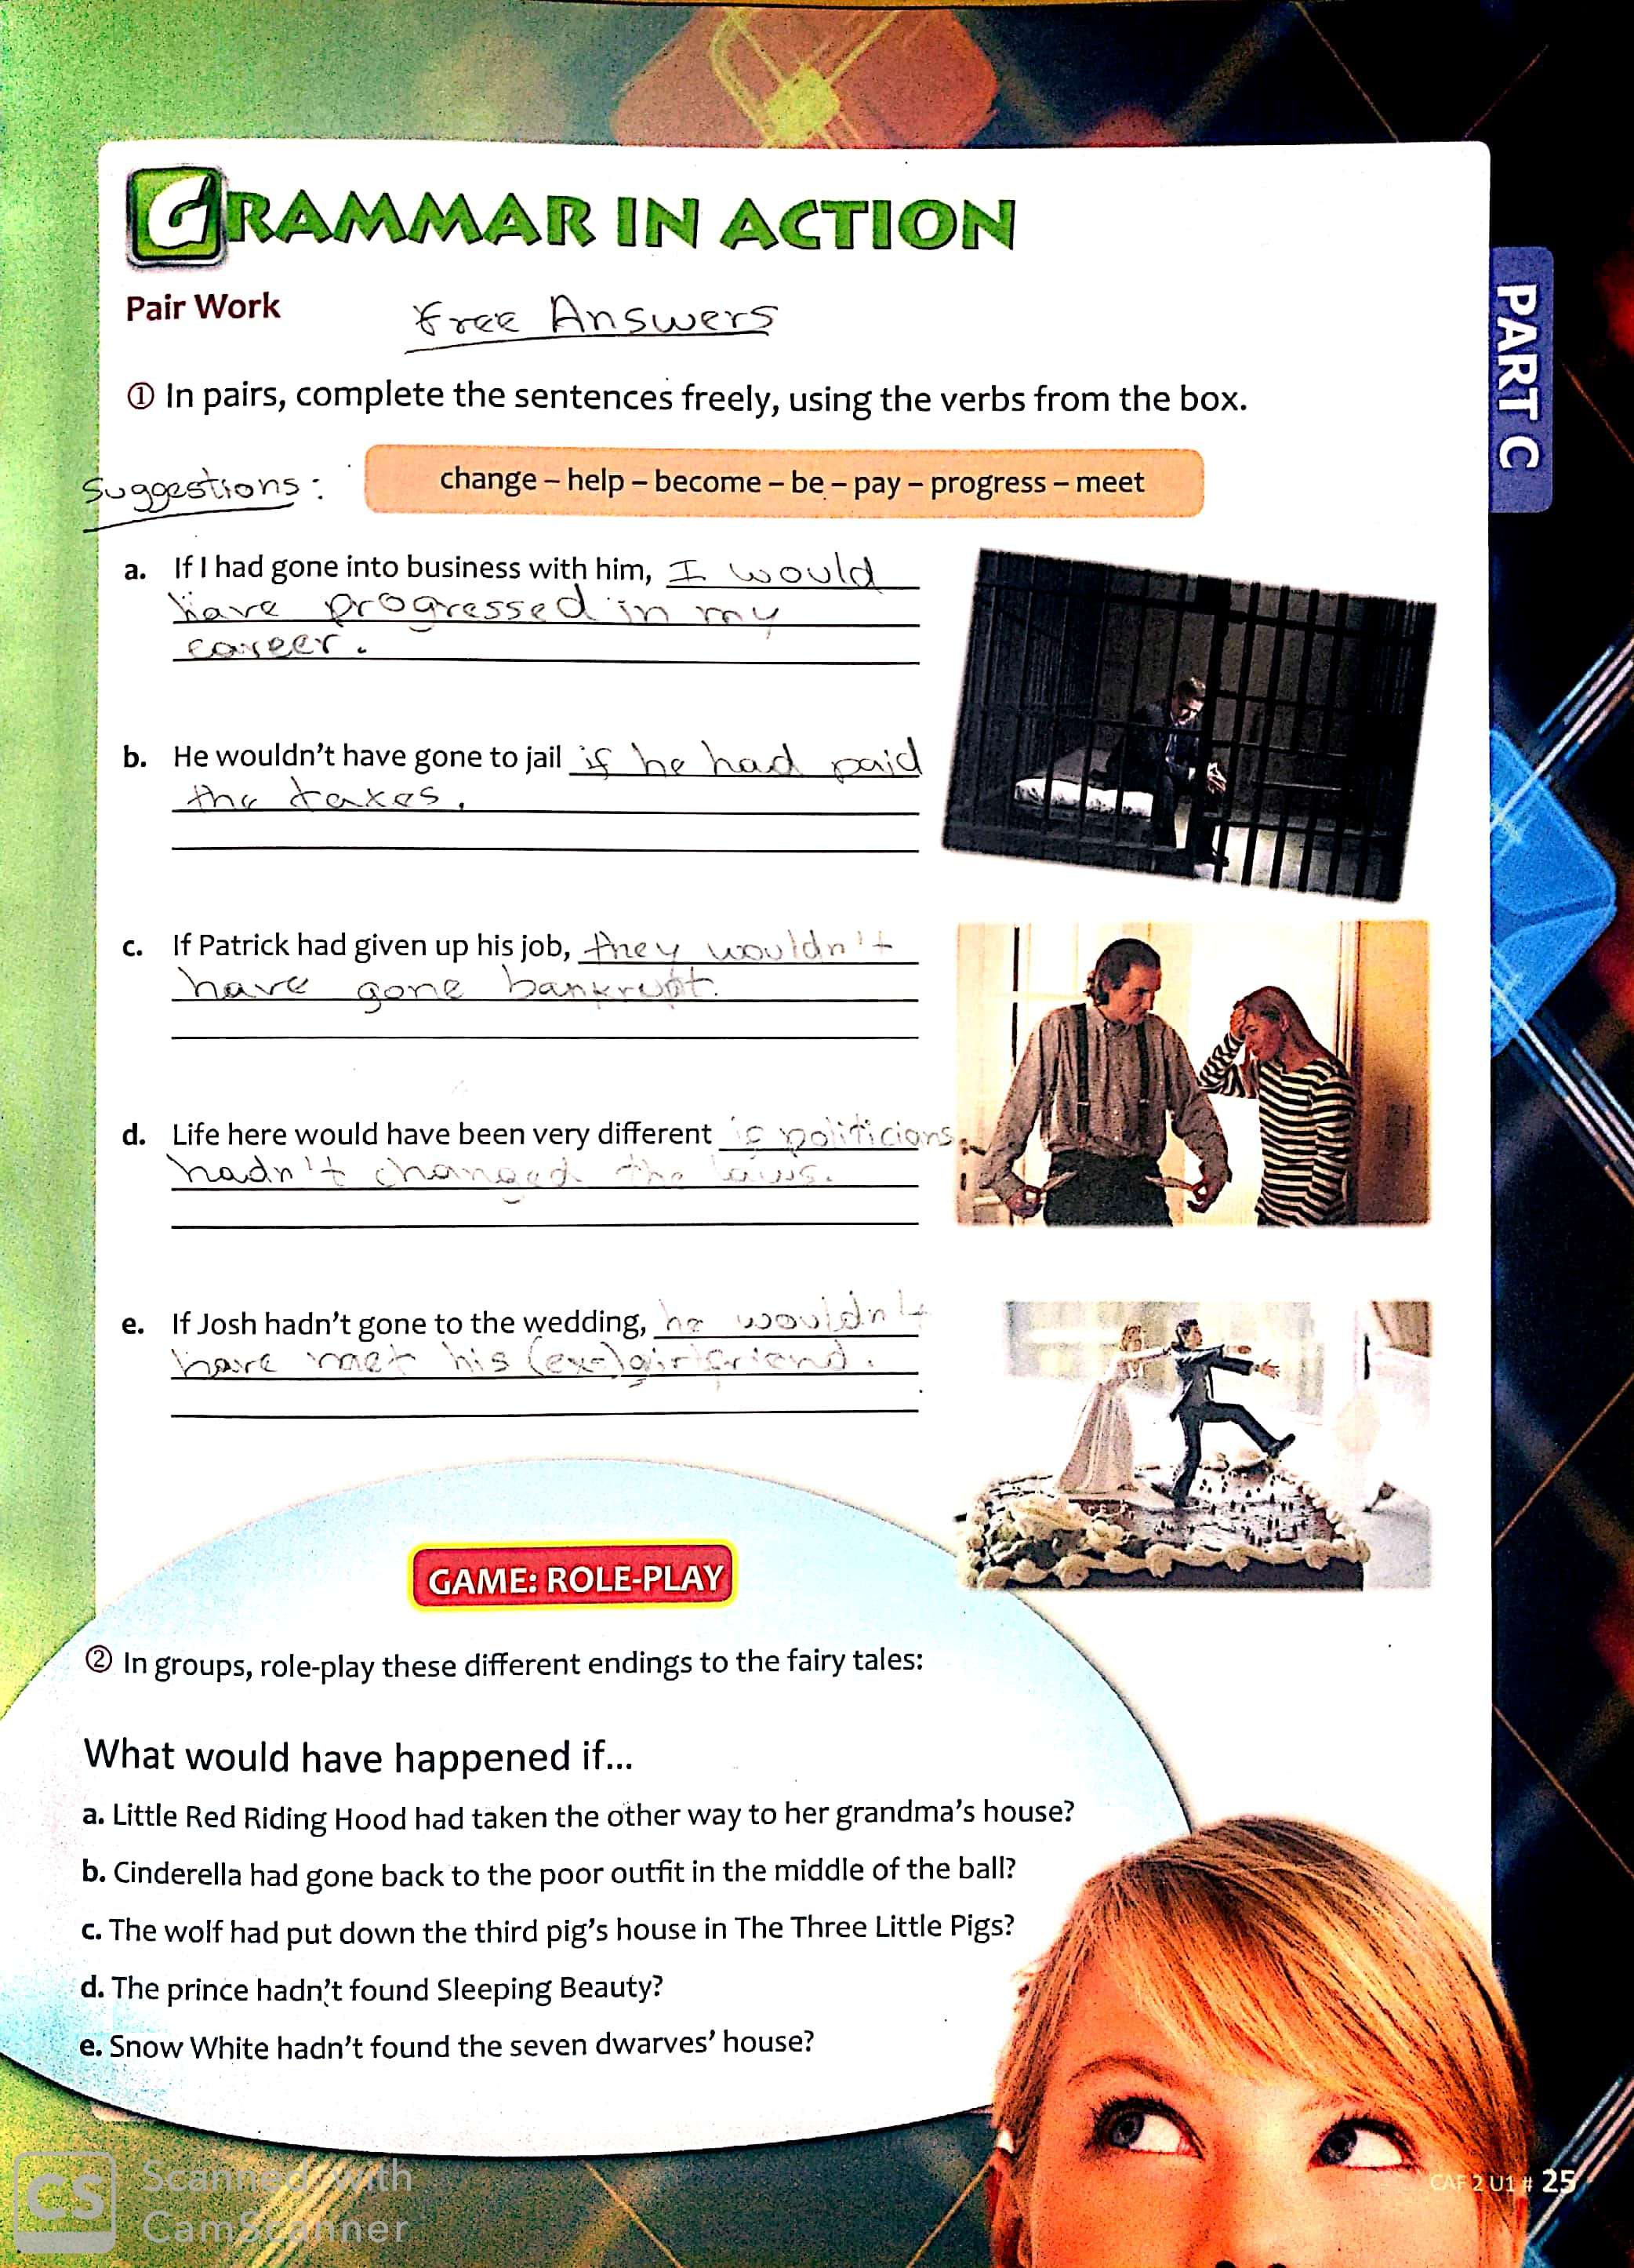 GRAMMAR IN ACTION
PART C
Pair Work
Free Answers
① In pairs, complete the sentences freely, using the verbs from the box.
Suggestions:
change – help – become – be – pay – progress – meet
a. If I had gone into business with him, I would
have progressed in my
career.
b. He wouldn't have gone to jail if he had paid
the taxes.
c. If Patrick had given up his job, they wouldn't
have gone bankrupt.
d. Life here would have been very different if politicians
hadn't changed the laws.
e. If Josh hadn't gone to the wedding, he wouldn't
have met his (ex-)girlfriend.
GAME: ROLE-PLAY
② In groups, role-play these different endings to the fairy tales:
What would have happened if...
a. Little Red Riding Hood had taken the other way to her grandma's house?
b. Cinderella had gone back to the poor outfit in the middle of the ball?
c. The wolf had put down the third pig's house in The Three Little Pigs?
d. The prince hadn't found Sleeping Beauty?
e. Snow White hadn't found the seven dwarves' house?
CAF 2 U1 # 25
CS Scanned with
CamScanner